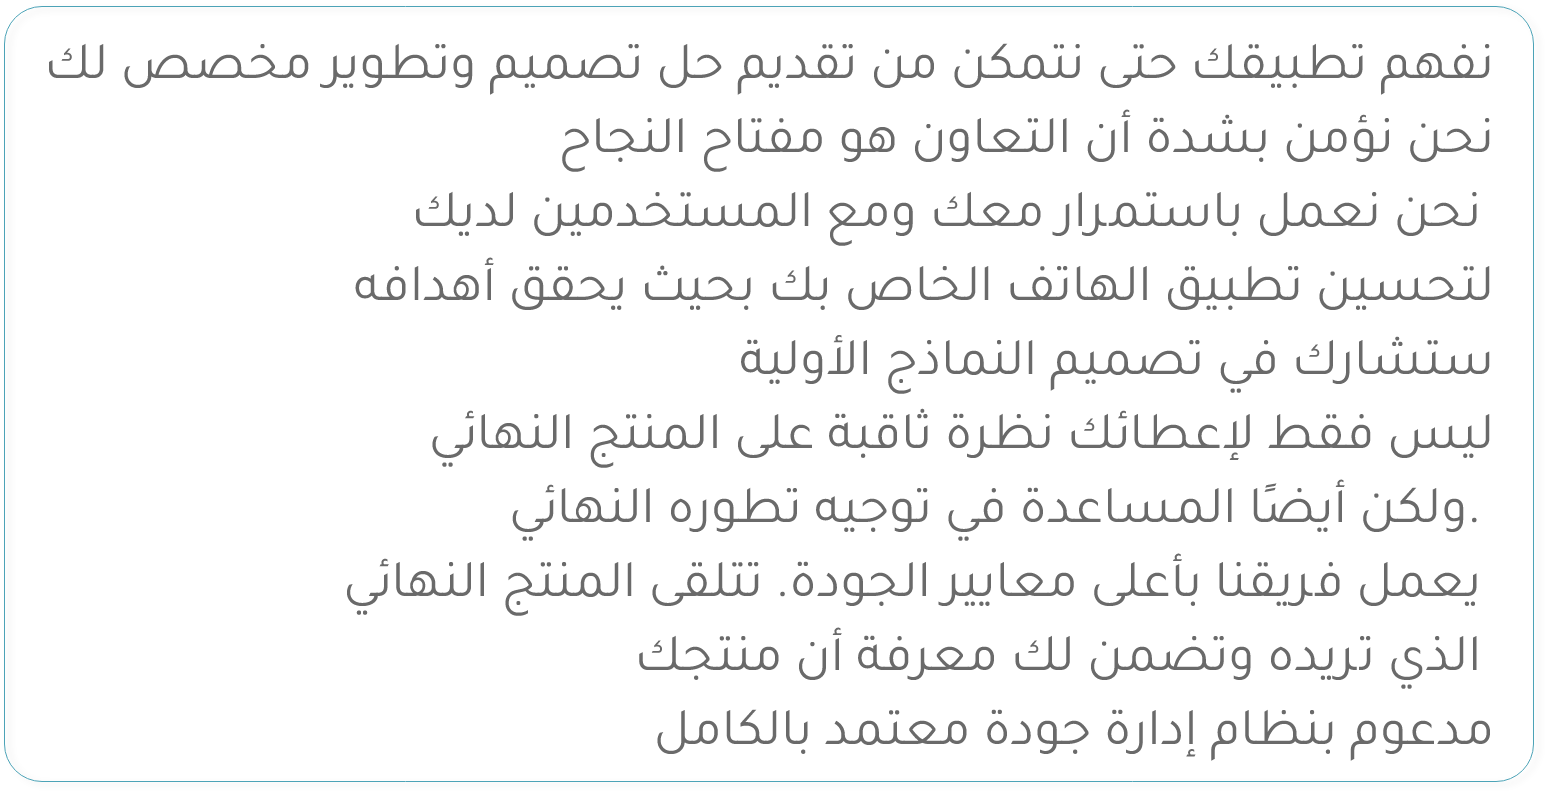 نفهم تطبيقك حتى نتمكن من تقديم حل تصميم وتطوير مخصص لك
نحن نؤمن بشدة أن التعاون هو مفتاح النجاح
نحن نعمل باستمرار معك ومع المستخدمين لديك
لتحسين تطبيق الهاتف الخاص بك بحيث يحقق أهدافه
ستشارك في تصميم النماذج الأولية
ليس فقط لإعطائك نظرة ثاقبة على المنتج النهائي
.ولكن أيضًا المساعدة في توجيه تطوره النهائي
يعمل فريقنا بأعلى معايير الجودة. تتلقى المنتج النهائي
الذي تريده وتضمن لك معرفة أن منتجك
مدعوم بنظام إدارة جودة معتمد بالكامل